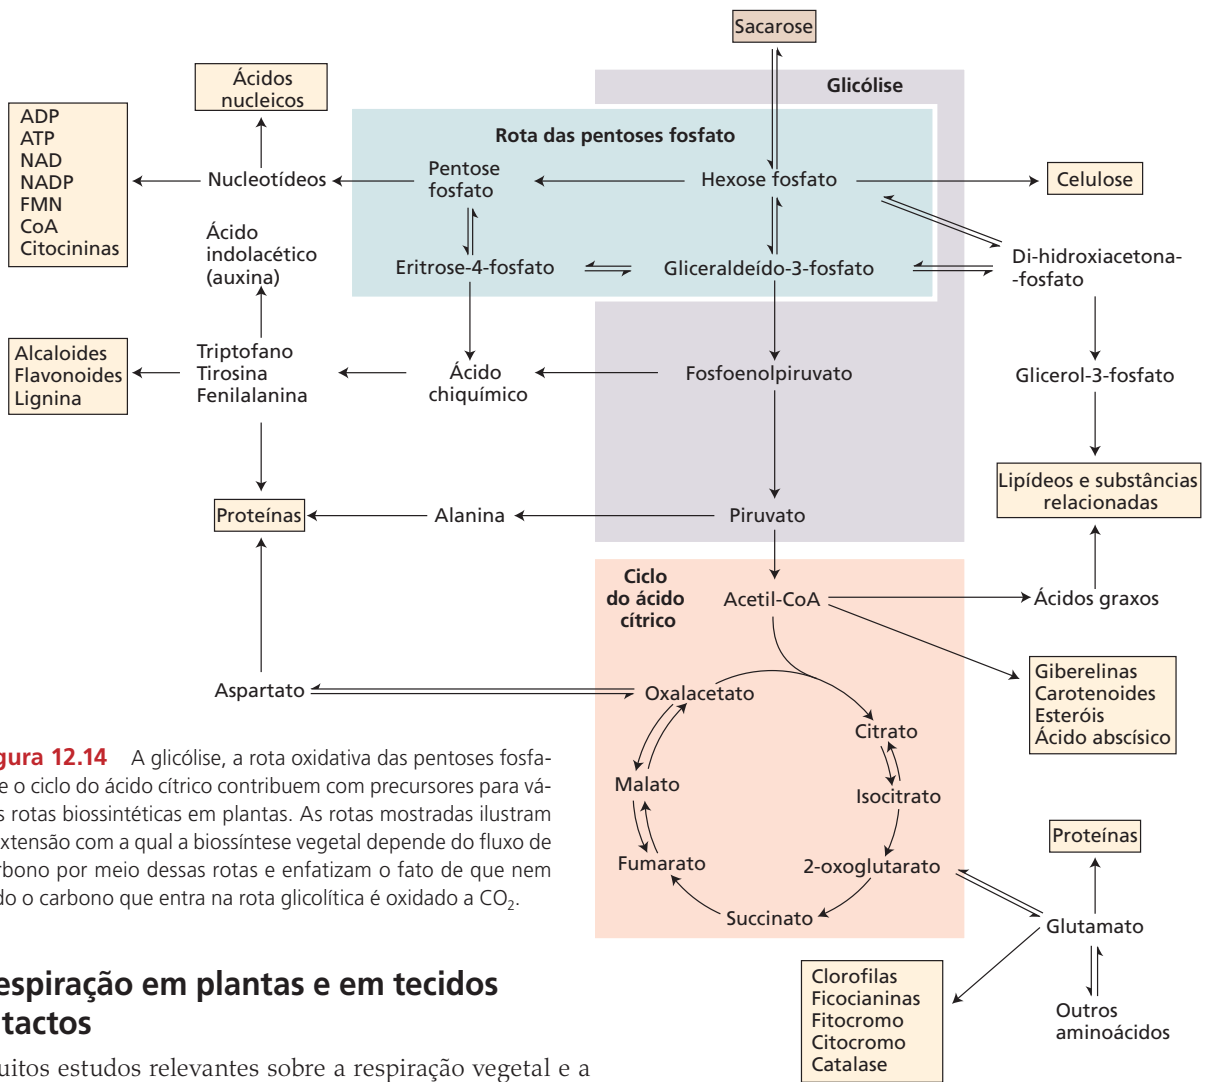 Sacarose
Glicólise
Ácidos
nucleicos
ADP
ATP
NAD
NADP
FMN
CoA
Citocininas
Rota das pentoses fosfato
Nucleotídeos
Pentose
fosfato
Hexose fosfato
Celulose
Ácido
indolacético
(auxina)
Eritrose-4-fosfato
Gliceraldeído-3-fosfato
Di-hidroxiacetona-
-fosfato
Alcaloides
Flavonoides
Lignina
Triptofano
Tirosina
Fenilalanina
Ácido
chiquímico
Fosfoenolpiruvato
Glicerol-3-fosfato
Lipídeos e substâncias
relacionadas
Proteínas
Alanina
Piruvato
Ciclo
do ácido
cítrico
Acetil-CoA
Ácidos graxos
Giberelinas
Carotenoides
Esteróis
Ácido abscísico
Aspartato
Oxalacetato
Citrato
Isocitrato
2-oxoglutarato
Succinato
Fumarato
Malato
Proteínas
Glutamato
Outros
aminoácidos
Clorofilas
Ficocianinas
Fitocromo
Citocromo
Catalase
gura 12.14 A glicólise, a rota oxidativa das pentoses fosfa-
e o ciclo do ácido cítrico contribuem com precursores para vá-
s rotas biossintéticas em plantas. As rotas mostradas ilustram
extensão com a qual a biossíntese vegetal depende do fluxo de
rbono por meio dessas rotas e enfatizam o fato de que nem
do o carbono que entra na rota glicolítica é oxidado a CO₂.
espiração em plantas e em tecidos
tactos
uitos estudos relevantes sobre a respiração vegetal e a